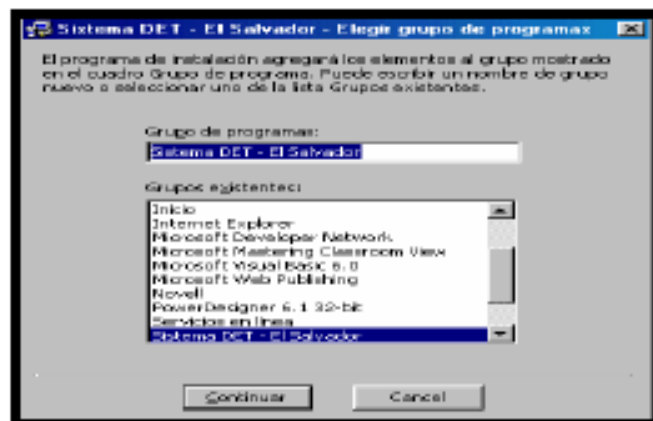 Sistema DET - El Salvador - Elegir grupo de programas
El programa de instalación agregará los elementos al grupo mostrado
en el cuadro Grupo de programa. Puede escribir un nombre de grupo
nuevo o seleccionar uno de la lista Grupos existentes.
Grupo de programas:
Sistema DET - El Salvador
Grupos existentes:
Inicio
Internet Explorer
Microsoft Developer Network
Microsoft Mastering Classroom View
Microsoft Visual Basic 6.0
Microsoft Web Publishing
Novell
PowerDesigner 6.1 32-bit
Servicios en línea
Sistema DET - El Salvador
Continuar Cancel